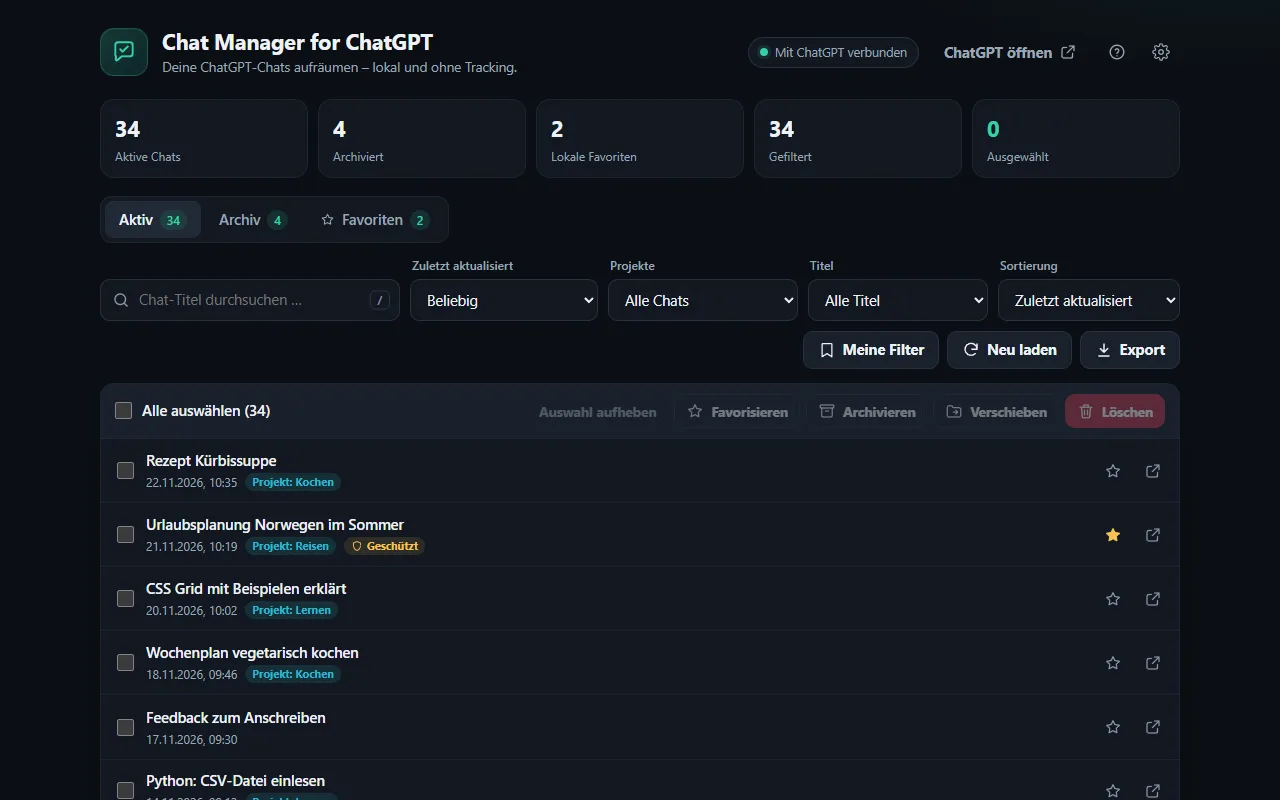 Chat Manager for ChatGPT
Deine ChatGPT-Chats aufräumen – lokal und ohne Tracking.
Mit ChatGPT verbunden
ChatGPT öffnen
34
Aktive Chats
4
Archiviert
2
Lokale Favoriten
34
Gefiltert
0
Ausgewählt
Aktiv 34
Archiv 4
Favoriten 2
Chat-Titel durchsuchen ... /
Zuletzt aktualisiert
Beliebig
Projekte
Alle Chats
Titel
Alle Titel
Sortierung
Zuletzt aktualisiert
Meine Filter
Neu laden
Export
Alle auswählen (34)
Auswahl aufheben
Favorisieren
Archivieren
Verschieben
Löschen
Rezept Kürbissuppe
22.11.2026, 10:35 Projekt: Kochen
Urlaubsplanung Norwegen im Sommer
21.11.2026, 10:19 Projekt: Reisen Geschützt
CSS Grid mit Beispielen erklärt
20.11.2026, 10:02 Projekt: Lernen
Wochenplan vegetarisch kochen
18.11.2026, 09:46 Projekt: Kochen
Feedback zum Anschreiben
17.11.2026, 09:30
Python: CSV-Datei einlesen